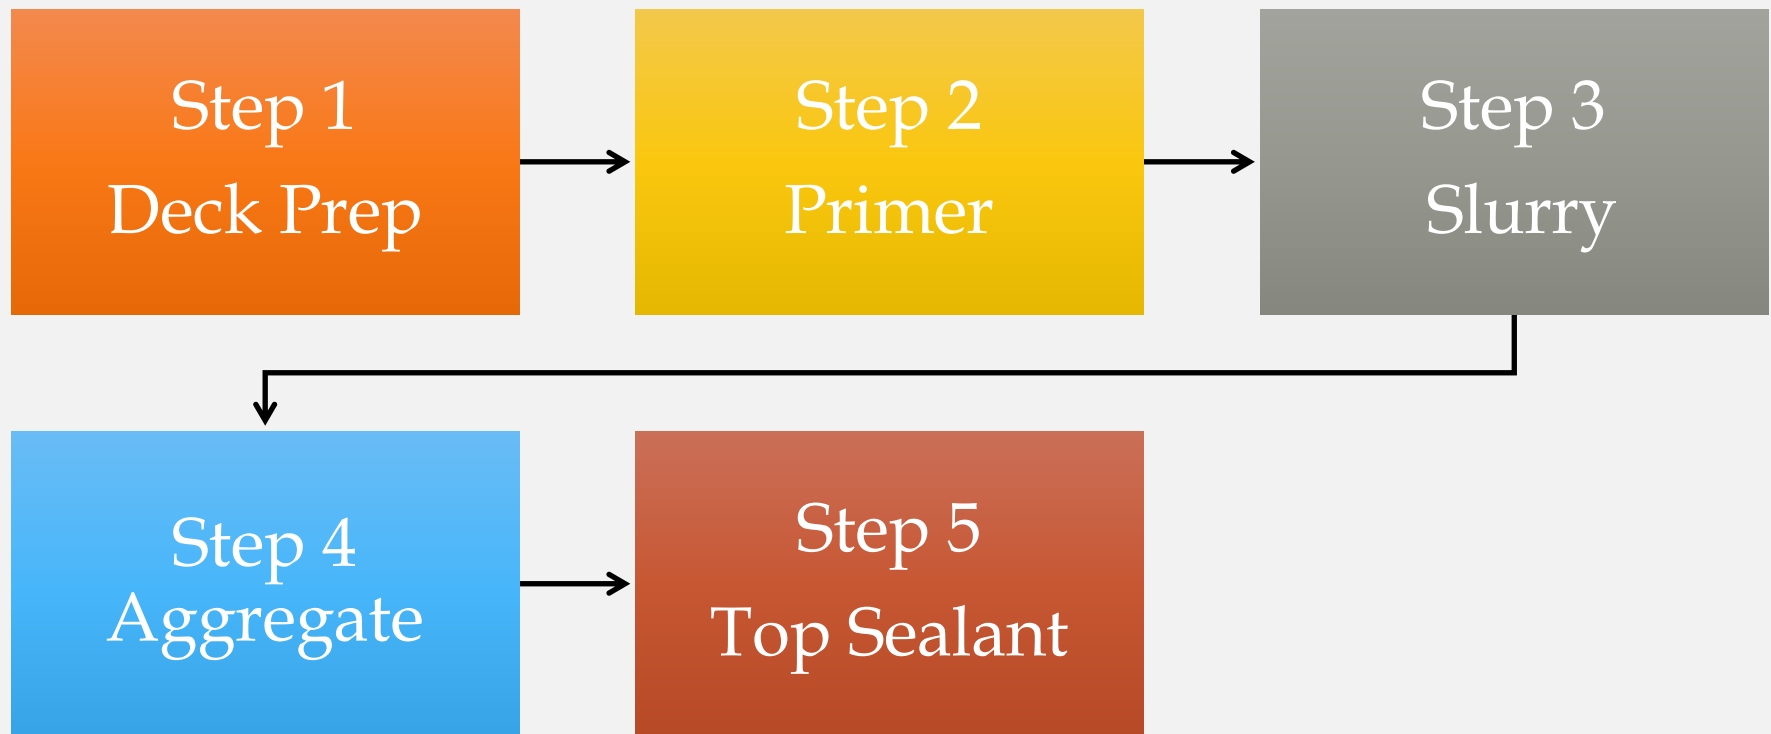 Step 1
Deck Prep
Step 2
Primer
Step 3
Slurry
Step 4
Aggregate
Step 5
Top Sealant